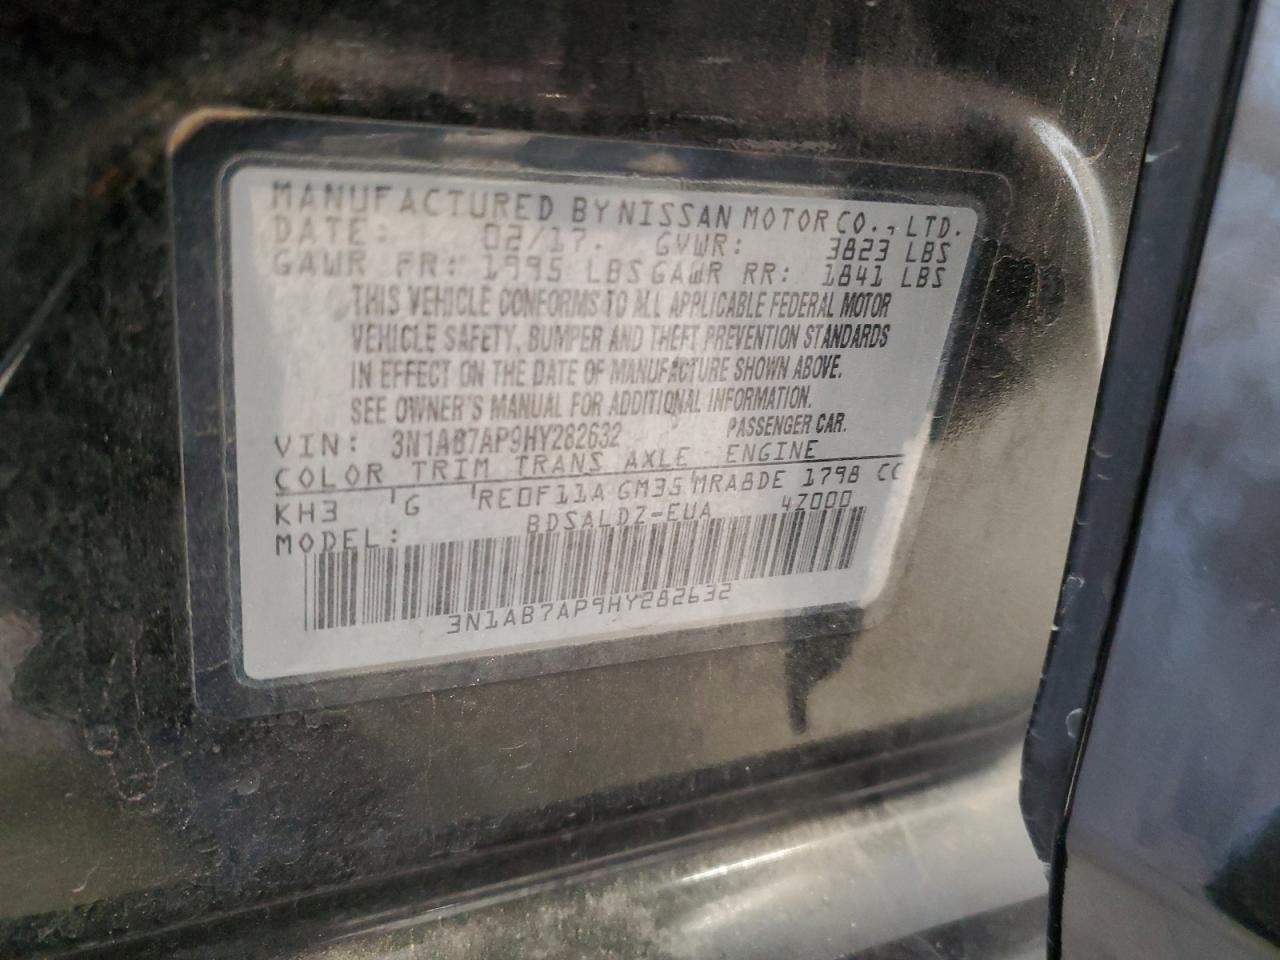 MANUFACTURED BY NISSAN MOTOR CO., LTD.
DATE: 02/17. GVWR: 3823 LBS
GAWR FR: 1995 LBS GAWR RR: 1841 LBS
THIS VEHICLE CONFORMS TO ALL APPLICABLE FEDERAL MOTOR
VEHICLE SAFETY, BUMPER AND THEFT PREVENTION STANDARDS
IN EFFECT ON THE DATE OF MANUFACTURE SHOWN ABOVE.
SEE OWNER'S MANUAL FOR ADDITIONAL INFORMATION.
VIN: 3N1AB7AP9HY282632 PASSENGER CAR.
COLOR TRIM TRANS AXLE ENGINE
KH3 'G 'RE0F11A GM35 'MRA8DE 1798 CC
MODEL: BDSALDZ-EUA 4Z000
3N1AB7AP9HY282632